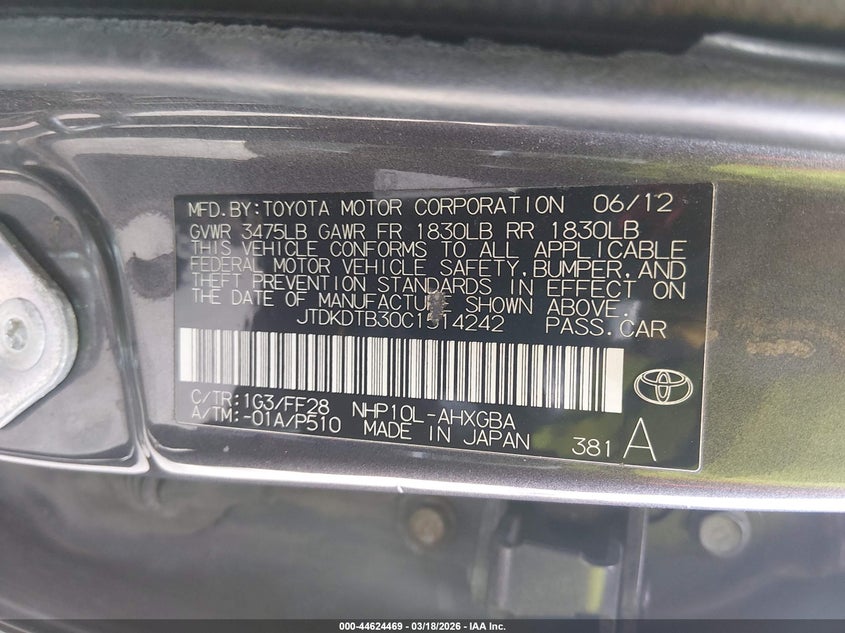 MFD.BY:TOYOTA MOTOR CORPORATION 06/12
GVWR 3475LB GAWR FR 1830LB RR 1830LB
THIS VEHICLE CONFORMS TO ALL APPLICABLE
FEDERAL MOTOR VEHICLE SAFETY,BUMPER,AND
THEFT PREVENTION STANDARDS IN EFFECT ON
THE DATE OF MANUFACTURE SHOWN ABOVE.
JTDKDTB30C1514242 PASS.CAR
C/TR:1G3/FF28 NHP10L-AHXGBA
A/TM:-01A/P510 MADE IN JAPAN 381 A
000-44624469 - 03/18/2026 - IAA Inc.